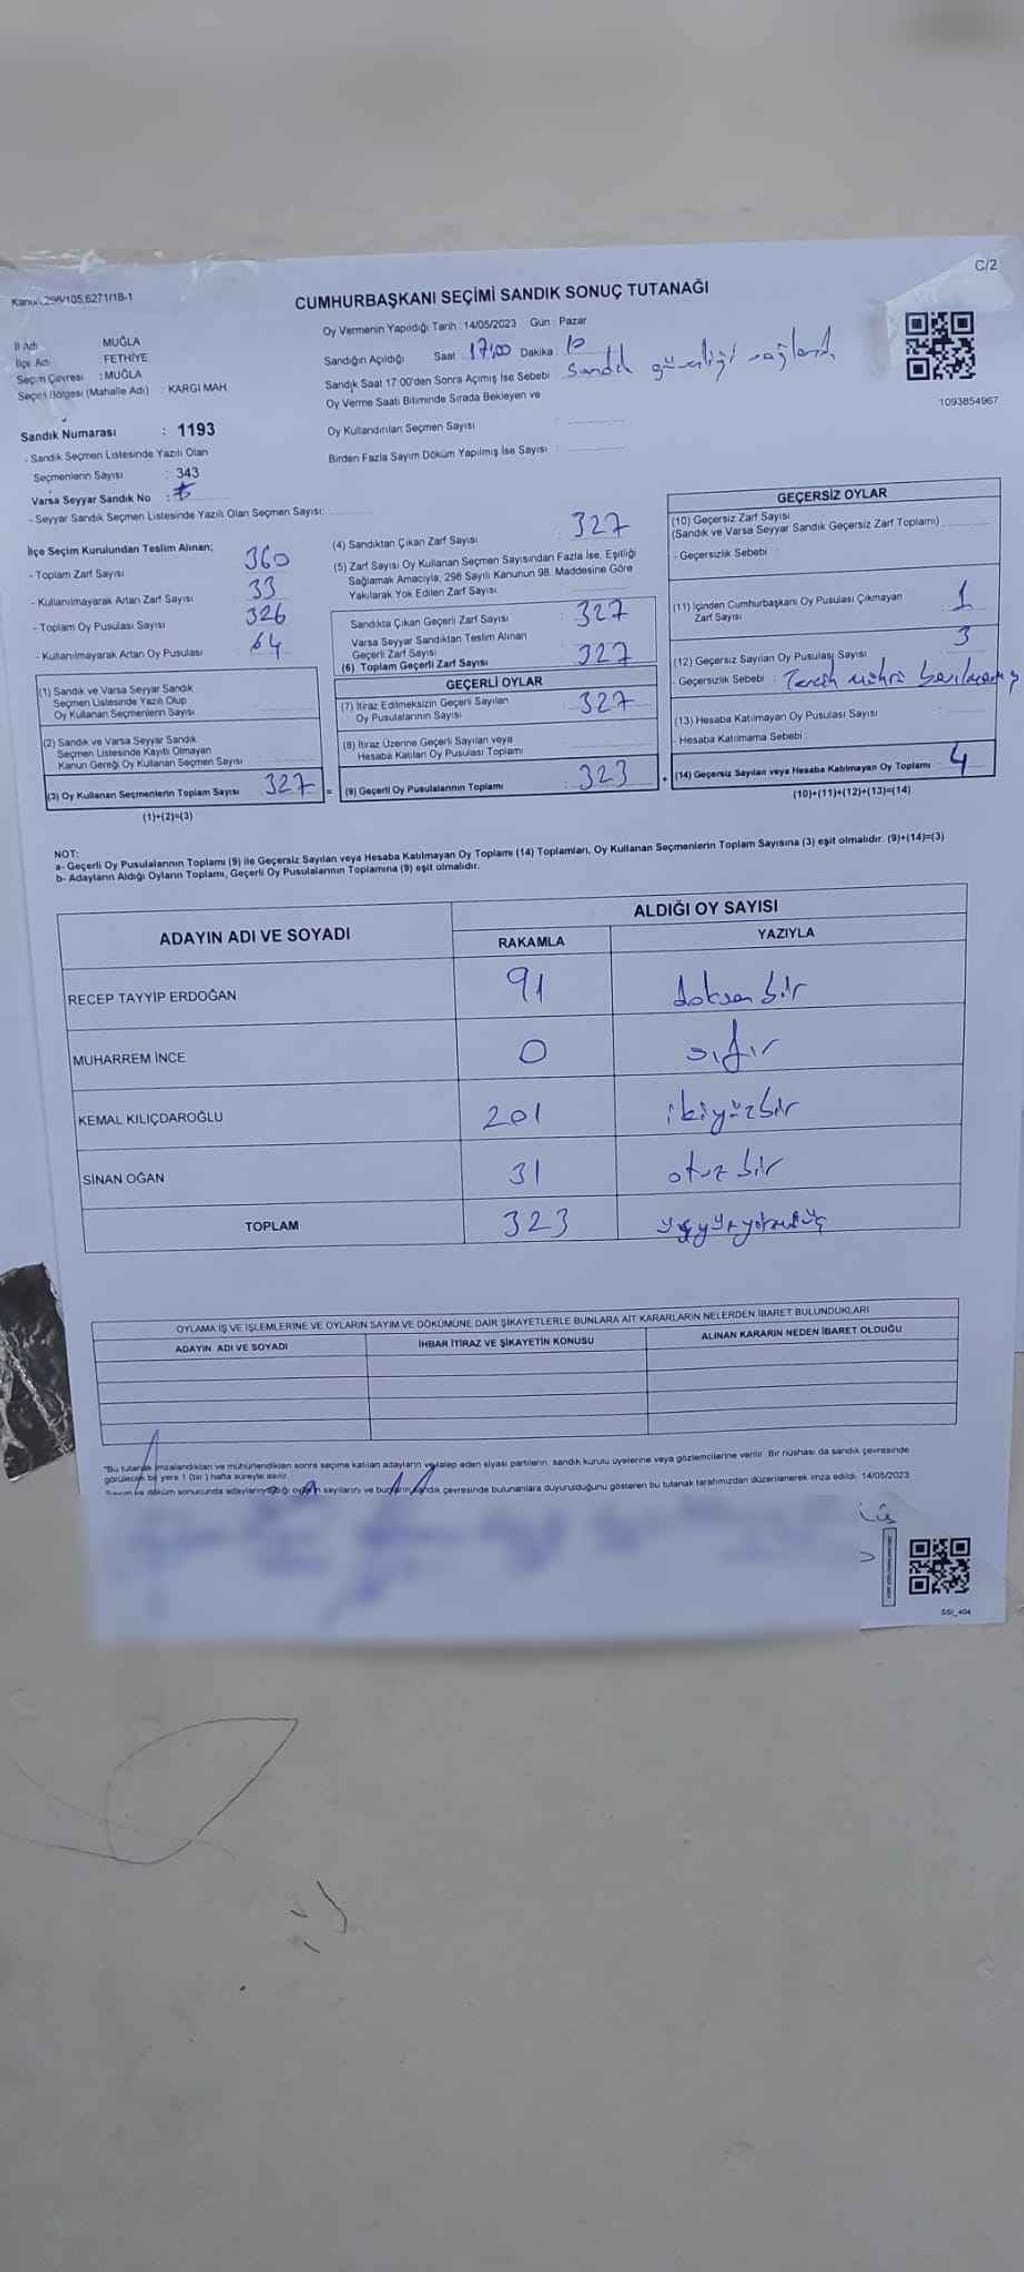 C/2
CUMHURBAŞKANI SEÇİMİ SANDIK SONUÇ TUTANAĞI
İl Adı MUĞLA
İlçe Adı FETHİYE
Seçim Çevresi : MUĞLA
Seçim Bölgesi (Mahalle Adı) : KARGI MAH.
Oy Vermenin Yapıldığı Tarih : 14/05/2023 Gün : Pazar
Sandığın Açıldığı Saat : 17:00 Dakika : 10
Sandık Saat 17:00'den Sonra Açımış İse Sebebi : Sandık güvenliği
Oy Verme Saati Bitiminde Sırada Bekleyen ve
Oy Kullandırılan Seçmen Sayısı :
Birden Fazla Sayım Döküm Yapılmış İse Sayısı :
1093854967
Sandık Numarası : 1193
- Sandık Seçmen Listesinde Yazılı Olan
Seçmenlerin Sayısı : 343
Varsa Seyyar Sandık No :
- Seyyar Sandık Seçmen Listesinde Yazılı Olan Seçmen Sayısı:
İlçe Seçim Kurulundan Teslim Alınan;
- Toplam Zarf Sayısı 360
- Kullanılmayarak Artan Zarf Sayısı 33
- Toplam Oy Pusulası Sayısı 326
- Kullanılmayarak Artan Oy Pusulası 64
(1) Sandık ve Varsa Seyyar Sandık
Seçmen Listesinde Yazılı Olup
Oy Kullanan Seçmenlerin Sayısı
(2) Sandık ve Varsa Seyyar Sandık
Seçmen Listesinde Kayıtlı Olmayan
Kanun Gereği Oy Kullanan Seçmen Sayısı
(3) Oy Kullanan Seçmenlerin Toplam Sayısı 327 =
(1)+(2)=(3)
(4) Sandıktan Çıkan Zarf Sayısı : 327
(5) Zarf Sayısı Oy Kullanan Seçmen Sayısından Fazla İse, Eşitliği
Sağlamak Amacıyla, 298 Sayılı Kanunun 98. Maddesine Göre
Yakılarak Yok Edilen Zarf Sayısı
Sandıkta Çıkan Geçerli Zarf Sayısı : 327
Varsa Seyyar Sandıktan Teslim Alınan
Geçerli Zarf Sayısı
(6) Toplam Geçerli Zarf Sayısı : 327
GEÇERLİ OYLAR
(7) İtiraz Edilmeksizin Geçerli Sayılan
Oy Pusulalarının Sayısı : 327
(8) İtiraz Üzerine Geçerli Sayılan veya
Hesaba Katılan Oy Pusulası Toplamı
(9) Geçerli Oy Pusulalarının Toplamı : 323 +
GEÇERSİZ OYLAR
(10) Geçersiz Zarf Sayısı
(Sandık ve Varsa Seyyar Sandık Geçersiz Zarf Toplamı)
- Geçersizlik Sebebi :
(11) İçinden Cumhurbaşkanı Oy Pusulası Çıkmayan
Zarf Sayısı 1
(12) Geçersiz Sayılan Oy Pusulası Sayısı 3
- Geçersizlik Sebebi : Tercih mührü
(13) Hesaba Katılmayan Oy Pusulası Sayısı
- Hesaba Katılmama Sebebi :
(14) Geçersiz Sayılan veya Hesaba Katılmayan Oy Toplamı 4
(10)+(11)+(12)+(13)=(14)
NOT:
a- Geçerli Oy Pusulalarının Toplamı (9) ile Geçersiz Sayılan veya Hesaba Katılmayan Oy Toplamı (14) Toplamları, Oy Kullanan Seçmenlerin Toplam Sayısına (3) eşit olmalıdır. (9)+(14)=(3)
b- Adayların Aldığı Oyların Toplamı, Geçerli Oy Pusulalarının Toplamına (9) eşit olmalıdır.
ADAYIN ADI VE SOYADI ALDIĞI OY SAYISI
RAKAMLA YAZIYLA
RECEP TAYYİP ERDOĞAN 91 doksan bir
MUHARREM İNCE 0 sıfır
KEMAL KILIÇDAROĞLU 201 ikiyüzbir
SİNAN OĞAN 31 otuz bir
TOPLAM 323 üçyüzyirmiüç
OYLAMA İŞ VE İŞLEMLERİNE VE OYLARIN SAYIM VE DÖKÜMÜNE DAİR ŞİKAYETLERLE BUNLARA AİT KARARLARIN NELERDEN İBARET BULUNDUKLARI
ADAYIN ADI VE SOYADI İHBAR İTİRAZ VE ŞİKAYETİN KONUSU ALINAN KARARIN NEDEN İBARET OLDUĞU
"Bu tutanak imzalandıktan ve mühürlendikten sonra seçime katılan adayların ve talep eden siyasi partilerin, sandık kurulu üyelerine veya gözlemcilerine verilir. Bir nüshası da sandık çevresinde
görülecek bir yere 1 (bir) hafta süreyle asılır.
sayılarını ve bunların sandık çevresinde bulunanlara duyurulduğunu gösteren bu tutanak tarafımızdan düzenlenerek imza edildi. 14/05/2023